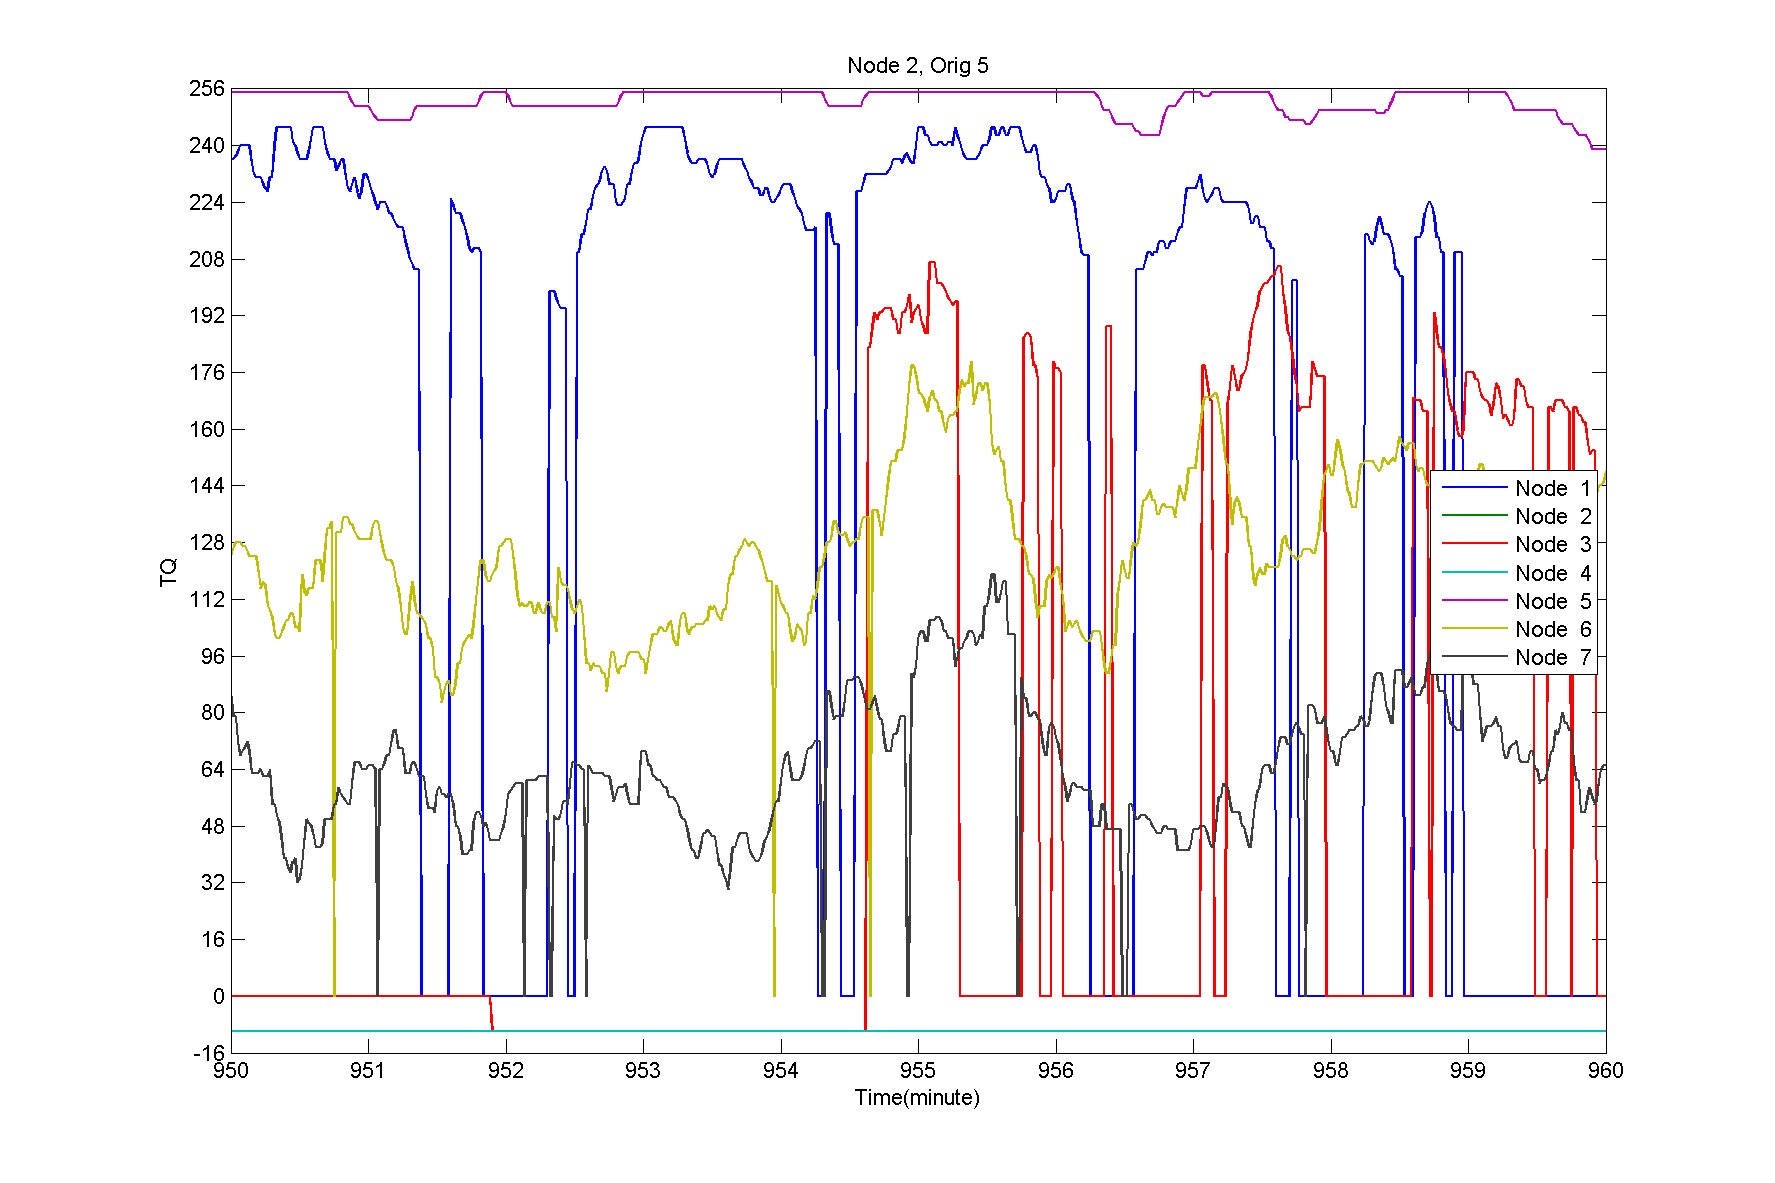 Node 2, Orig 5
256
240
224
208
192
176
160
144
128
112
96
80
64
48
32
16
0
-16
TQ
950 951 952 953 954 955 956 957 958 959 960
Time(minute)
Node 1
Node 2
Node 3
Node 4
Node 5
Node 6
Node 7